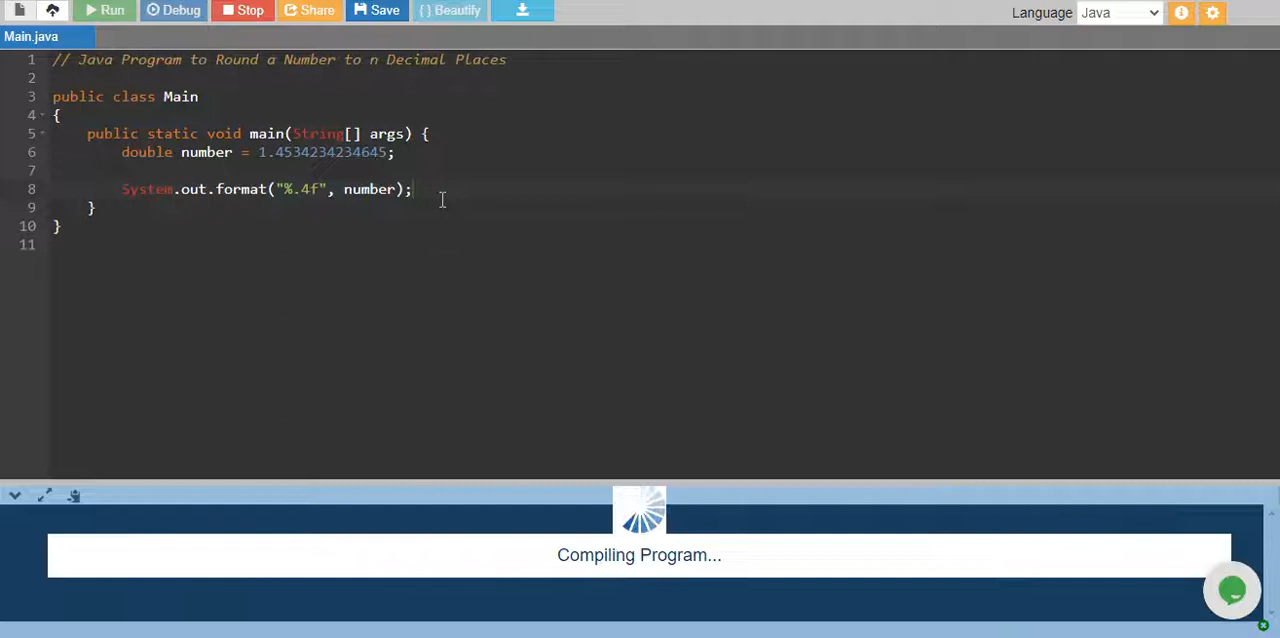 Run Debug Stop Share Save { } Beautify Language Java
Main.java
1 // Java Program to Round a Number to n Decimal Places
2
3 public class Main
4 {
5 public static void main(String[] args) {
6 double number = 1.4534234234645;
7
8 System.out.format("%.4f", number);
9 }
10 }
11
Compiling Program...